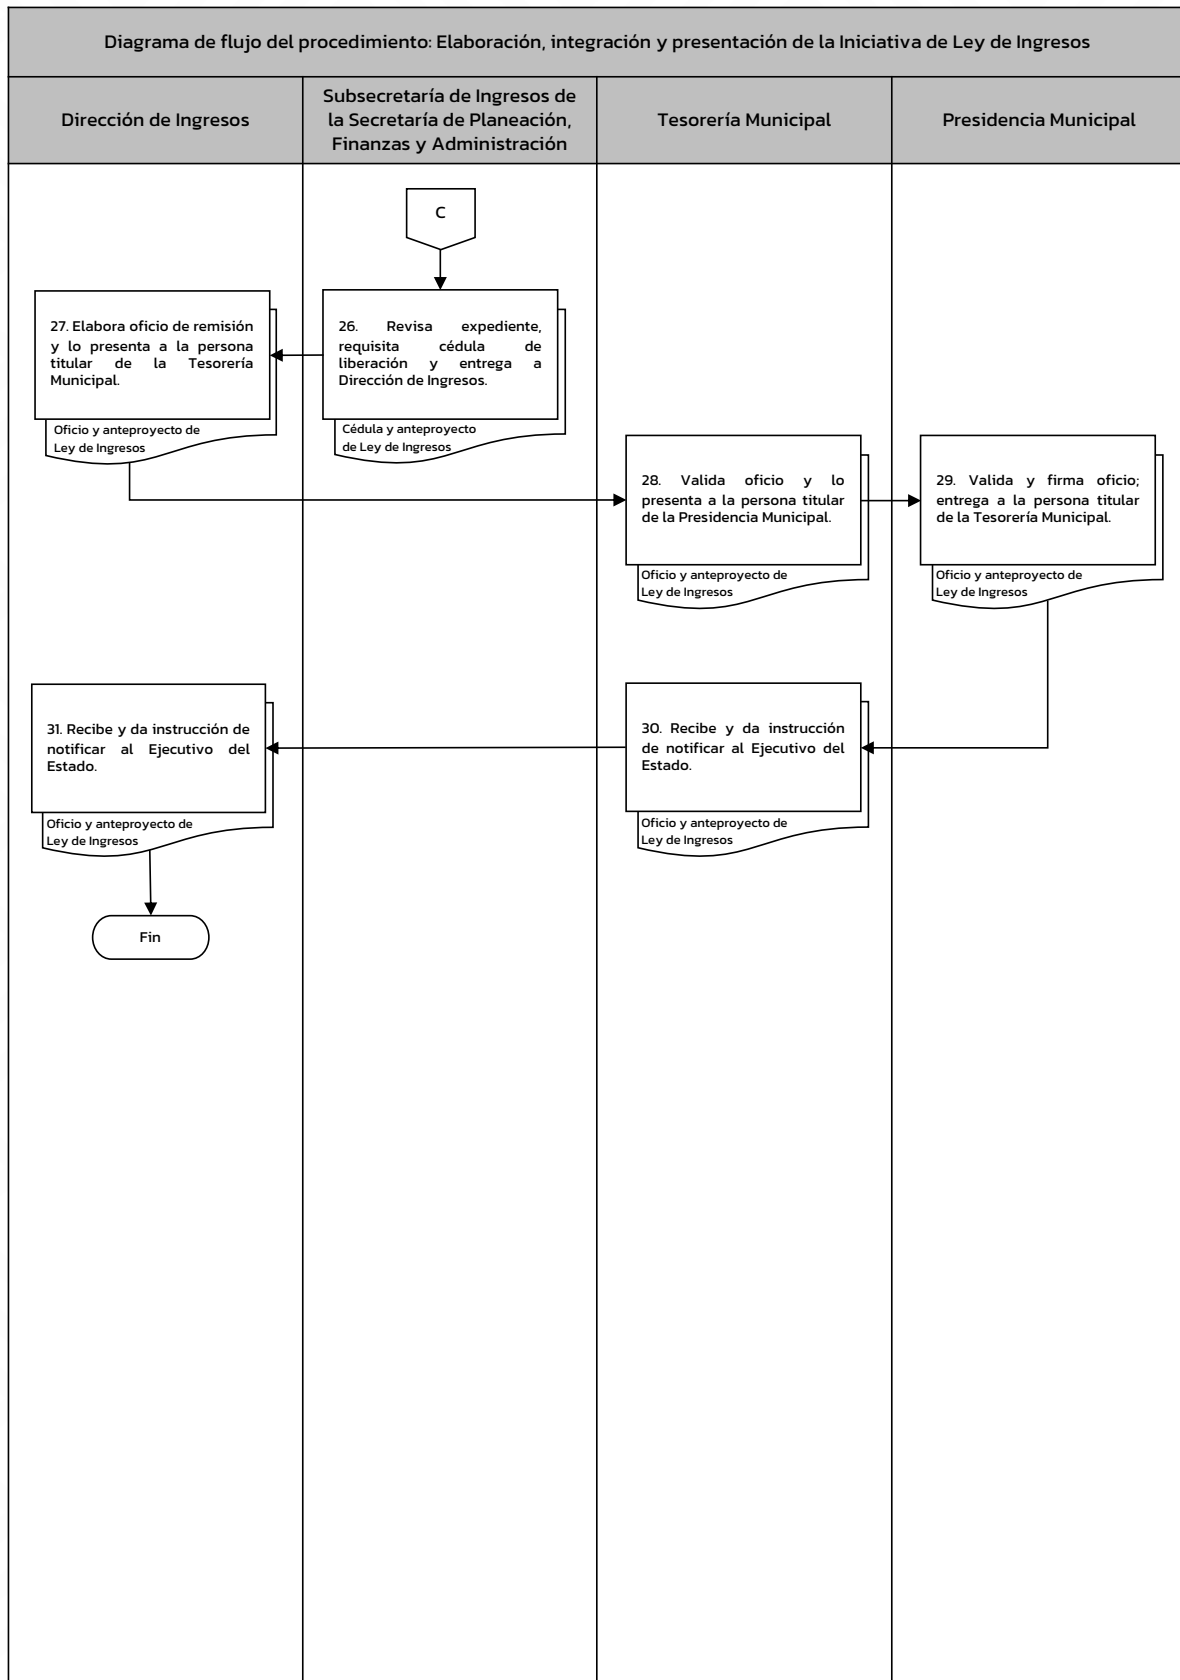 Diagrama de flujo del procedimiento: Elaboración, integración y presentación de la Iniciativa de Ley de Ingresos
Dirección de Ingresos
Subsecretaría de Ingresos de
la Secretaría de Planeación,
Finanzas y Administración
Tesorería Municipal
Presidencia Municipal
C
26. Revisa expediente,
requisita cédula de
liberación y entrega a
Dirección de Ingresos.
Cédula y anteproyecto
de Ley de Ingresos
27. Elabora oficio de remisión
y lo presenta a la persona
titular de la Tesorería
Municipal.
Oficio y anteproyecto de
Ley de Ingresos
28. Valida oficio y lo
presenta a la persona titular
de la Presidencia Municipal.
Oficio y anteproyecto de
Ley de Ingresos
29. Valida y firma oficio;
entrega a la persona titular
de la Tesorería Municipal.
Oficio y anteproyecto de
Ley de Ingresos
30. Recibe y da instrucción
de notificar al Ejecutivo del
Estado.
Oficio y anteproyecto de
Ley de Ingresos
31. Recibe y da instrucción de
notificar al Ejecutivo del
Estado.
Oficio y anteproyecto de
Ley de Ingresos
Fin